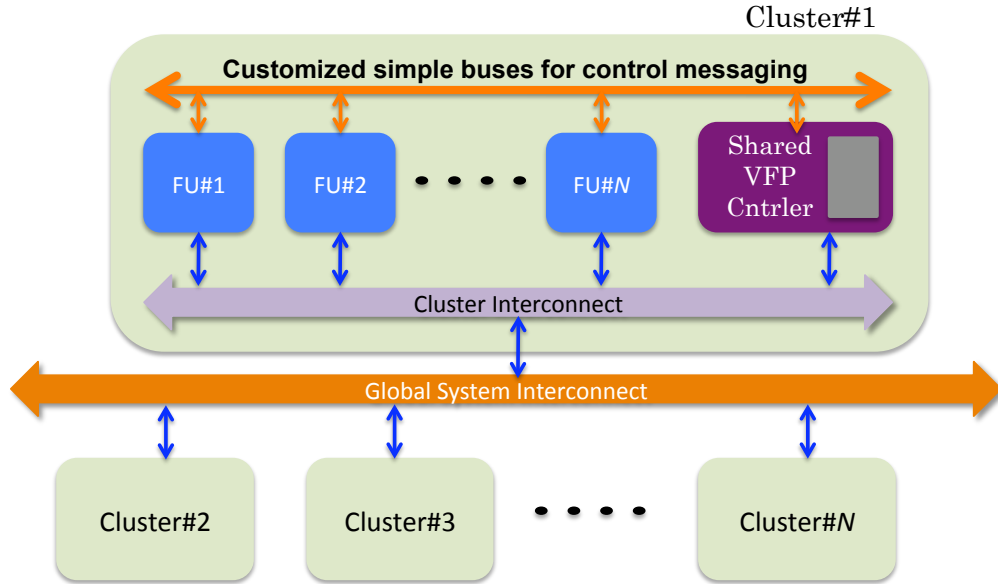 Cluster#1
Customized simple buses for control messaging
FU#1
FU#2
FU#N
Shared
VFP
Cntrler
Cluster Interconnect
Global System Interconnect
Cluster#2
Cluster#3
Cluster#N